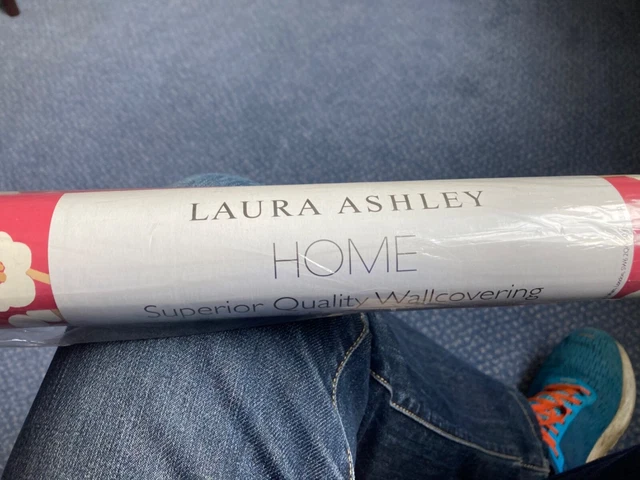 LAURA ASHLEY
HOME
Superior Quality Wallcovering